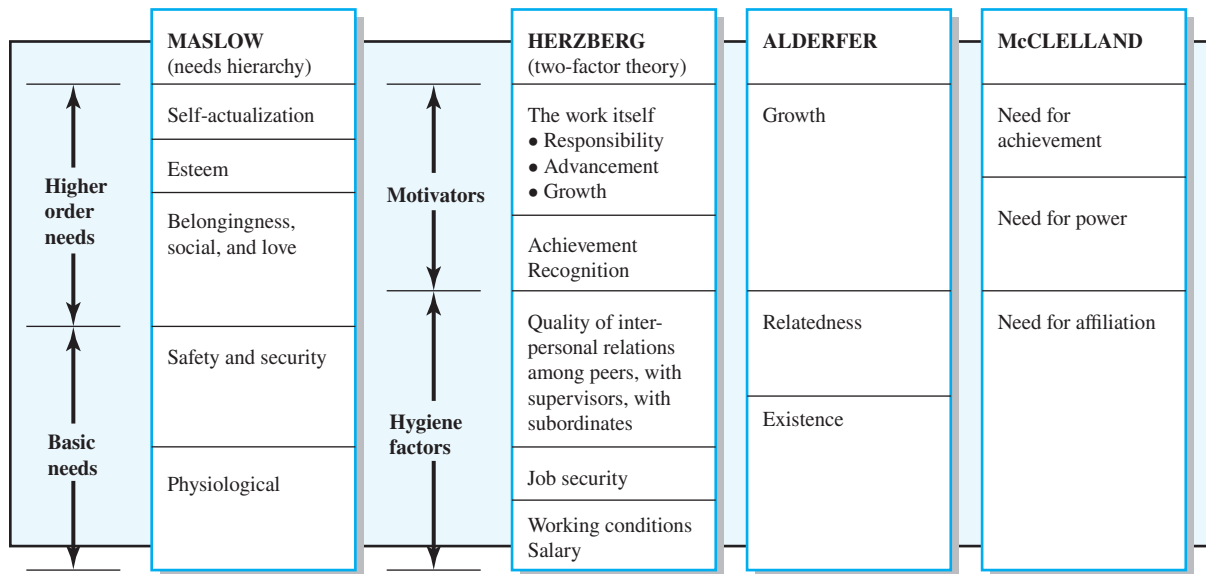 MASLOW
(needs hierarchy)
HERZBERG
(two-factor theory)
ALDERFER
McCLELLAND
Higher
order
needs
Basic
needs
Self-actualization
Esteem
Belongingness,
social, and love
Safety and security
Physiological
Motivators
Hygiene
factors
The work itself
• Responsibility
• Advancement
• Growth
Achievement
Recognition
Quality of inter-
personal relations
among peers, with
supervisors, with
subordinates
Job security
Working conditions
Salary
Growth
Relatedness
Existence
Need for
achievement
Need for power
Need for affiliation